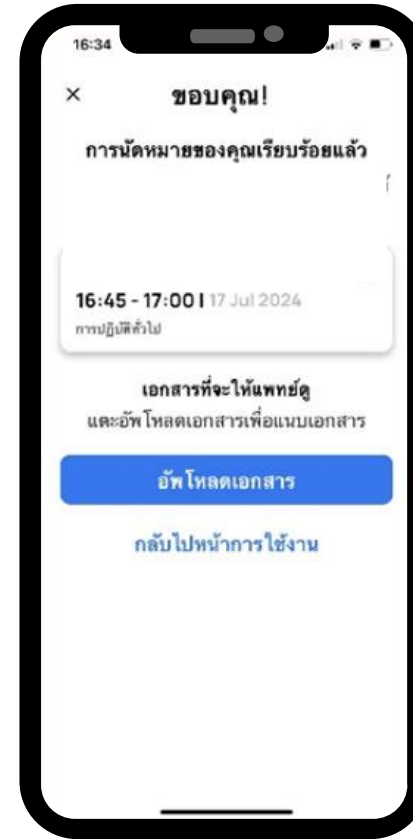 16:34
× ขอบคุณ!
การนัดหมายของคุณเรียบร้อยแล้ว
16:45 - 17:00 | 17 Jul 2024
การปฏิบัติทั่วไป
เอกสารที่จะให้แพทย์ดู
แตะอัพโหลดเอกสารเพื่อแนบเอกสาร
อัพโหลดเอกสาร
กลับไปหน้าการใช้งาน